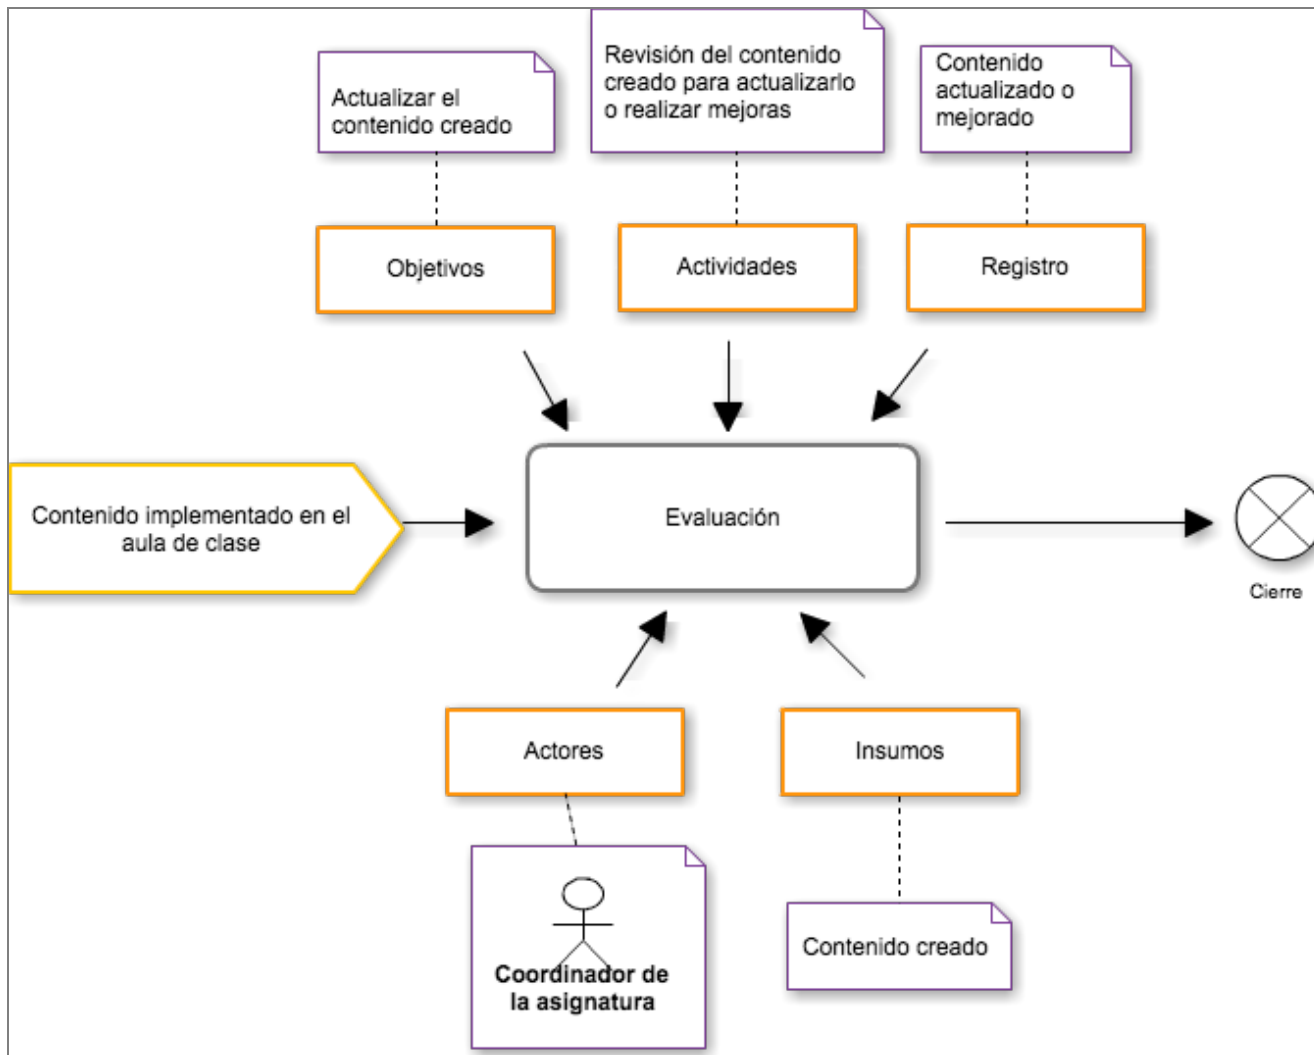 Actualizar el
contenido creado
Revisión del contenido
creado para actualizarlo
o realizar mejoras
Contenido
actualizado o
mejorado
Objetivos
Actividades
Registro
Contenido implementado en el
aula de clase
Evaluación
Cierre
Actores
Insumos
Coordinador de
la asignatura
Contenido creado